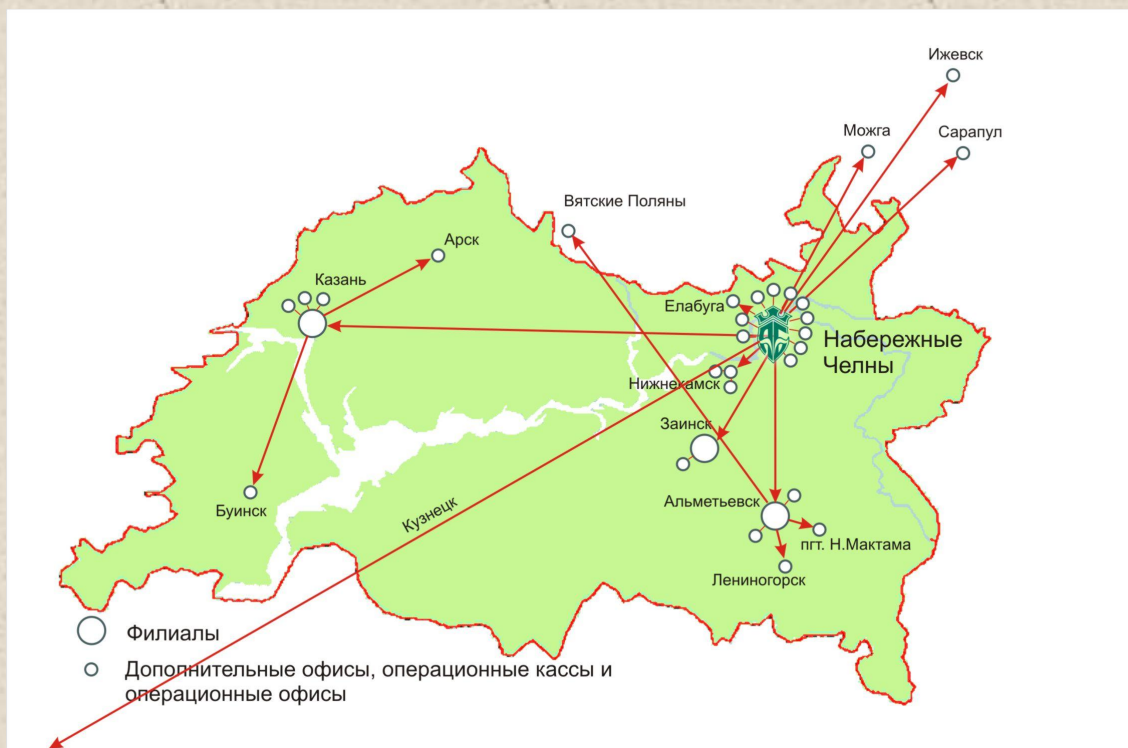 Ижевск
Можга
Сарапул
Вятские Поляны
Арск
Казань
Елабуга
Набережные
Челны
Нижнекамск
Заинск
Альметьевск
Буинск
Кузнецк
пгт. Н.Мактама
Лениногорск
Филиалы
Дополнительные офисы, операционные кассы и
операционные офисы